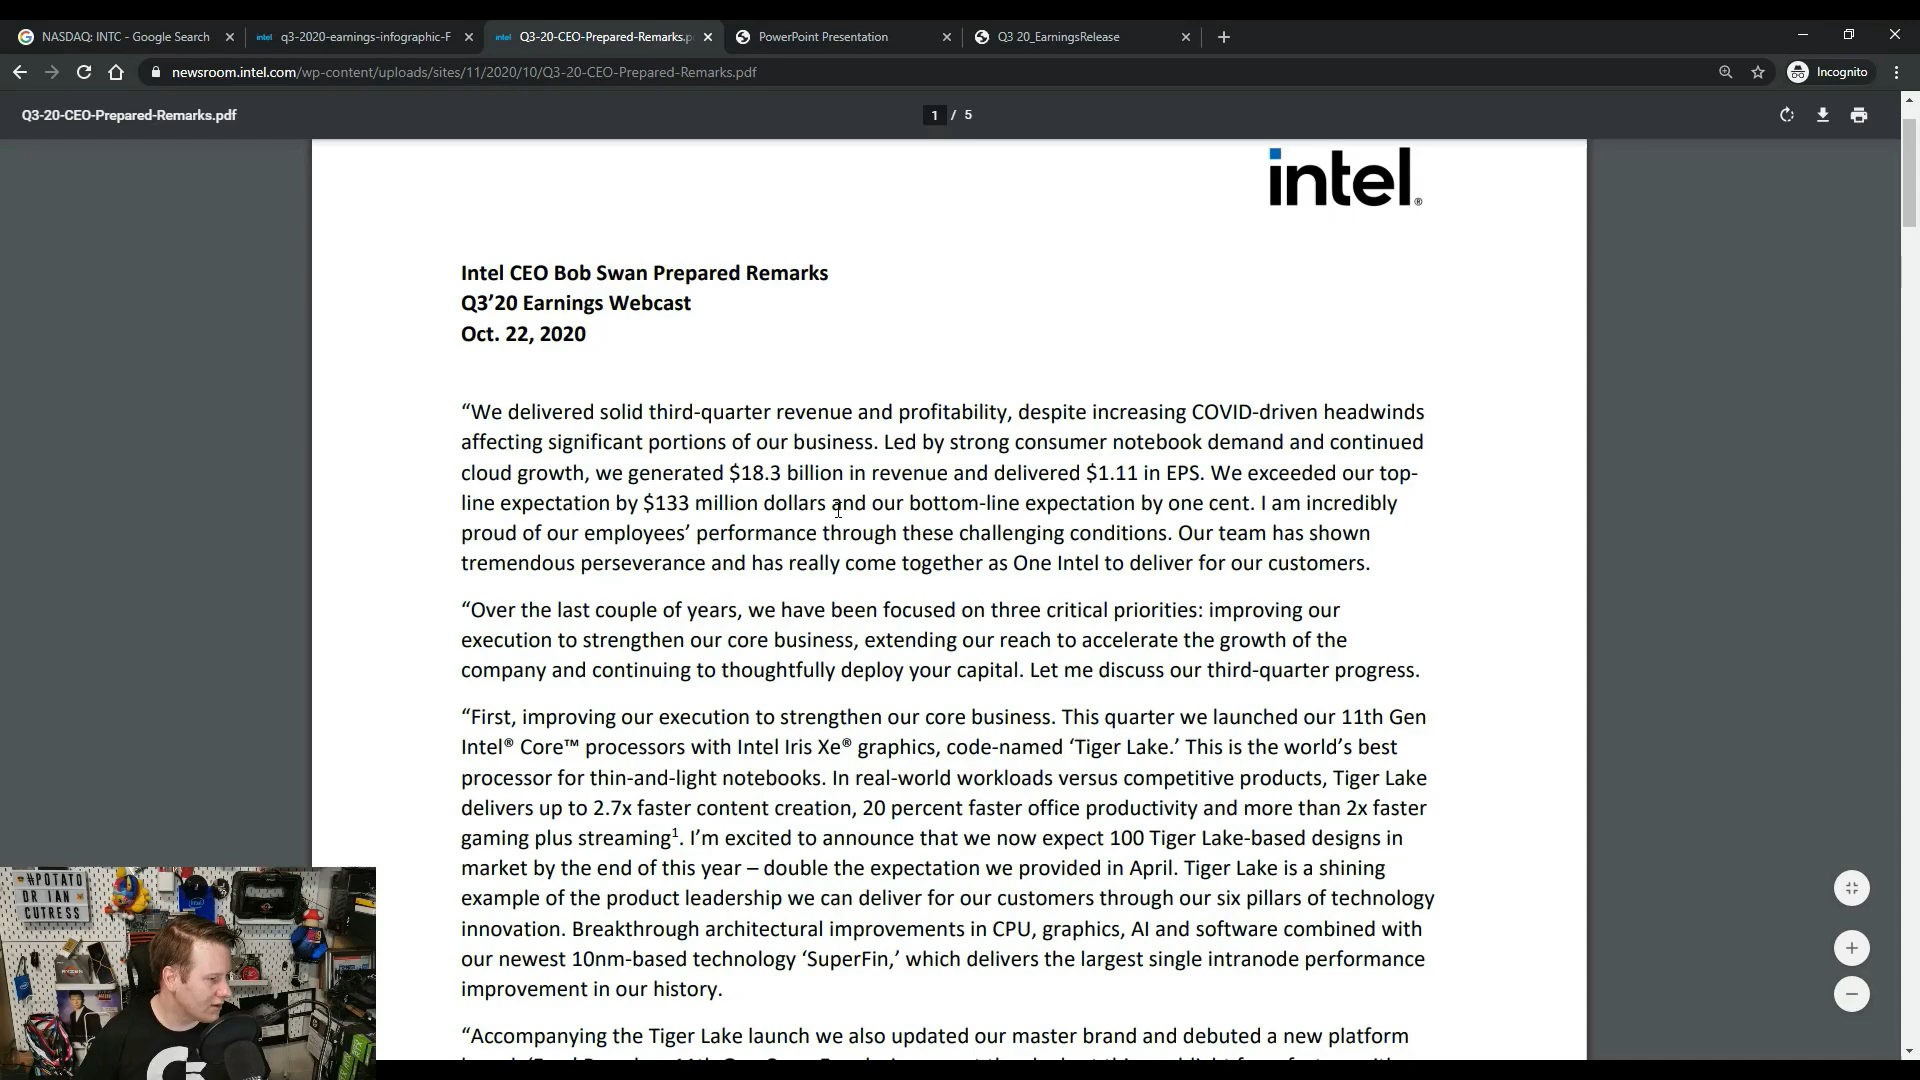 NASDAQ: INTC - Google Search
intel q3-2020-earnings-infographic-F
intel Q3-20-CEO-Prepared-Remarks.p
PowerPoint Presentation
Q3 20_EarningsRelease
newsroom.intel.com/wp-content/uploads/sites/11/2020/10/Q3-20-CEO-Prepared-Remarks.pdf
Incognito
Q3-20-CEO-Prepared-Remarks.pdf
1 / 5
intel®
Intel CEO Bob Swan Prepared Remarks
Q3’20 Earnings Webcast
Oct. 22, 2020
“We delivered solid third-quarter revenue and profitability, despite increasing COVID-driven headwinds
affecting significant portions of our business. Led by strong consumer notebook demand and continued
cloud growth, we generated $18.3 billion in revenue and delivered $1.11 in EPS. We exceeded our top-
line expectation by $133 million dollars and our bottom-line expectation by one cent. I am incredibly
proud of our employees’ performance through these challenging conditions. Our team has shown
tremendous perseverance and has really come together as One Intel to deliver for our customers.
“Over the last couple of years, we have been focused on three critical priorities: improving our
execution to strengthen our core business, extending our reach to accelerate the growth of the
company and continuing to thoughtfully deploy your capital. Let me discuss our third-quarter progress.
“First, improving our execution to strengthen our core business. This quarter we launched our 11th Gen
Intel® Core™ processors with Intel Iris Xe® graphics, code-named ‘Tiger Lake.’ This is the world’s best
processor for thin-and-light notebooks. In real-world workloads versus competitive products, Tiger Lake
delivers up to 2.7x faster content creation, 20 percent faster office productivity and more than 2x faster
gaming plus streaming¹. I’m excited to announce that we now expect 100 Tiger Lake-based designs in
market by the end of this year – double the expectation we provided in April. Tiger Lake is a shining
example of the product leadership we can deliver for our customers through our six pillars of technology
innovation. Breakthrough architectural improvements in CPU, graphics, AI and software combined with
our newest 10nm-based technology ‘SuperFin,’ which delivers the largest single intranode performance
improvement in our history.
“Accompanying the Tiger Lake launch we also updated our master brand and debuted a new platform
#POTATO
DR IAN
CUTRESS
RYZEN